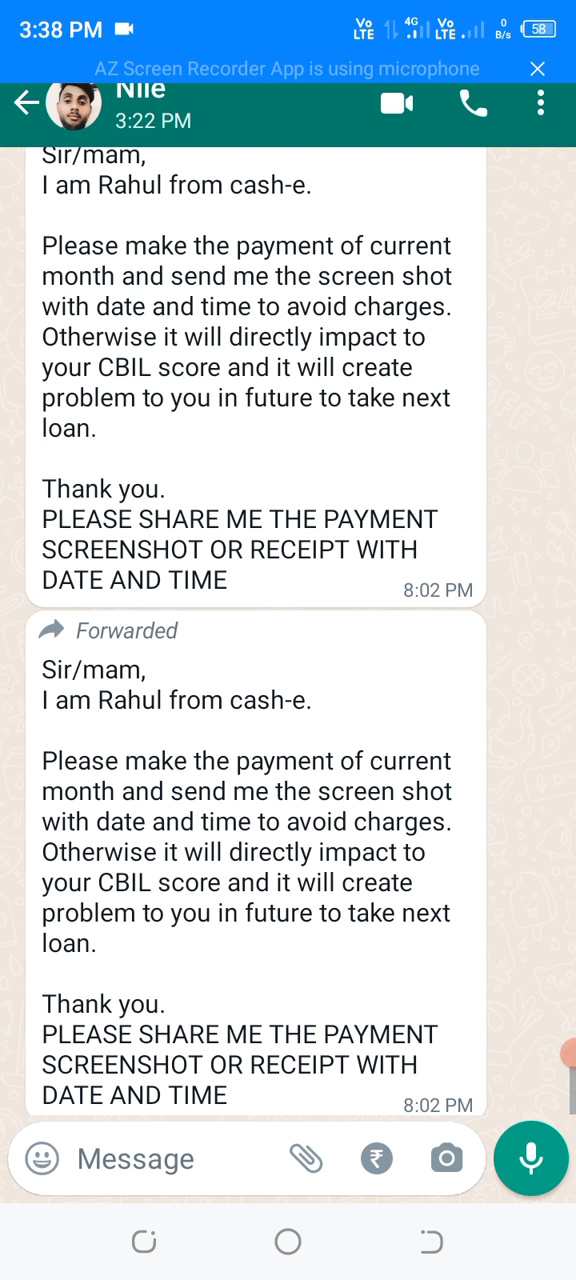 3:38 PM
Vo LTE 4G Vo LTE 0 B/s 58
AZ Screen Recorder App is using microphone
Nile
3:22 PM
Sir/mam,
I am Rahul from cash-e.
Please make the payment of current
month and send me the screen shot
with date and time to avoid charges.
Otherwise it will directly impact to
your CBIL score and it will create
problem to you in future to take next
loan.
Thank you.
PLEASE SHARE ME THE PAYMENT
SCREENSHOT OR RECEIPT WITH
DATE AND TIME
8:02 PM
Forwarded
Sir/mam,
I am Rahul from cash-e.
Please make the payment of current
month and send me the screen shot
with date and time to avoid charges.
Otherwise it will directly impact to
your CBIL score and it will create
problem to you in future to take next
loan.
Thank you.
PLEASE SHARE ME THE PAYMENT
SCREENSHOT OR RECEIPT WITH
DATE AND TIME
8:02 PM
Message
₹